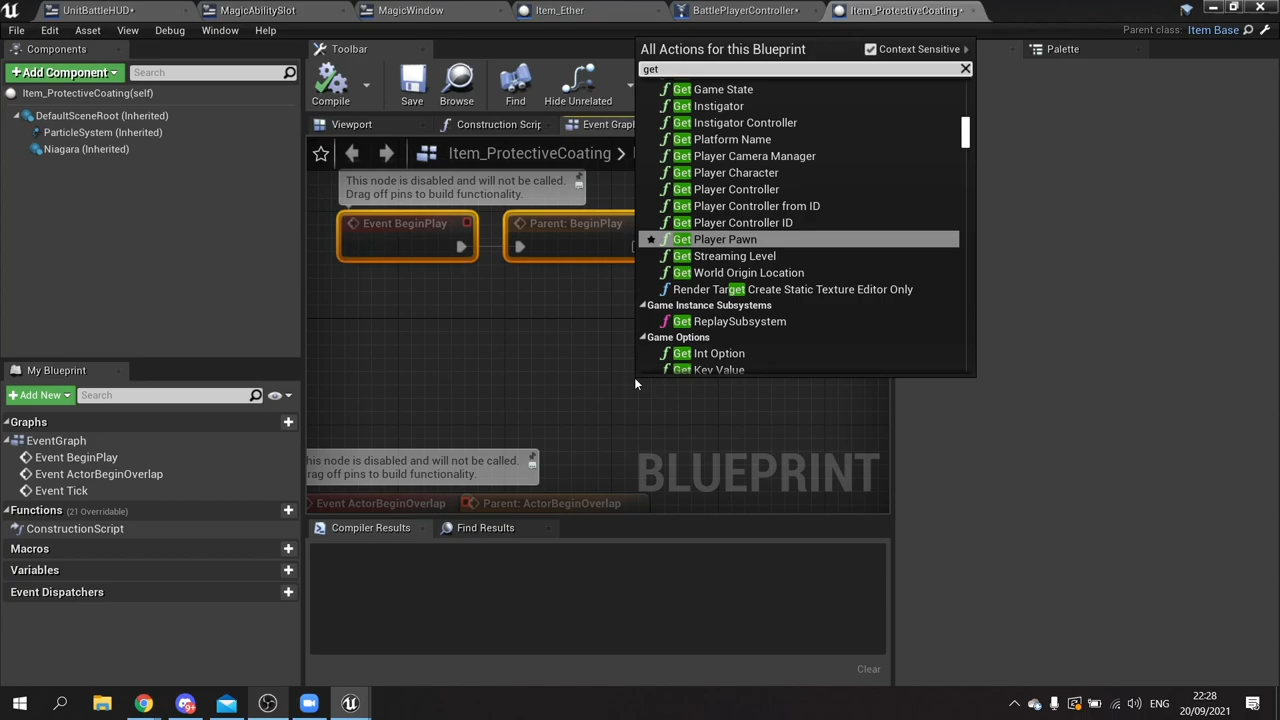 UnitBattleHUD•
MagicAbilitySlot
MagicWindow.
Item_Ether
BattlePlayerController•
Item_ProtectiveCoating•
File Edit Asset View Debug Window Help
Parent class: Item Base
Components
Toolbar
Palette
All Actions for this Blueprint
Context Sensitive
get
Add Component
Search
Item_ProtectiveCoating(self)
DefaultSceneRoot (Inherited)
ParticleSystem (Inherited)
Niagara (Inherited)
Compile
Save
Browse
Find
Hide Unrelated
Viewport
Construction Scrip
Event Graph
Item_ProtectiveCoating
This node is disabled and will not be called.
Drag off pins to build functionality.
Event BeginPlay
Parent: BeginPlay
Get Game State
Get Instigator
Get Instigator Controller
Get Platform Name
Get Player Camera Manager
Get Player Character
Get Player Controller
Get Player Controller from ID
Get Player Controller ID
Get Player Pawn
Get Streaming Level
Get World Origin Location
Render Target Create Static Texture Editor Only
Game Instance Subsystems
Get ReplaySubsystem
Game Options
Get Int Option
Get Key Value
My Blueprint
Add New
Search
Graphs
EventGraph
Event BeginPlay
Event ActorBeginOverlap
Event Tick
Functions (21 Overridable)
ConstructionScript
Macros
Variables
Event Dispatchers
his node is disabled and will not be called.
rag off pins to build functionality.
Event ActorBeginOverlap
Parent: ActorBeginOverlap
BLUEPRINT
Compiler Results
Find Results
Clear
ENG
22:28
20/09/2021